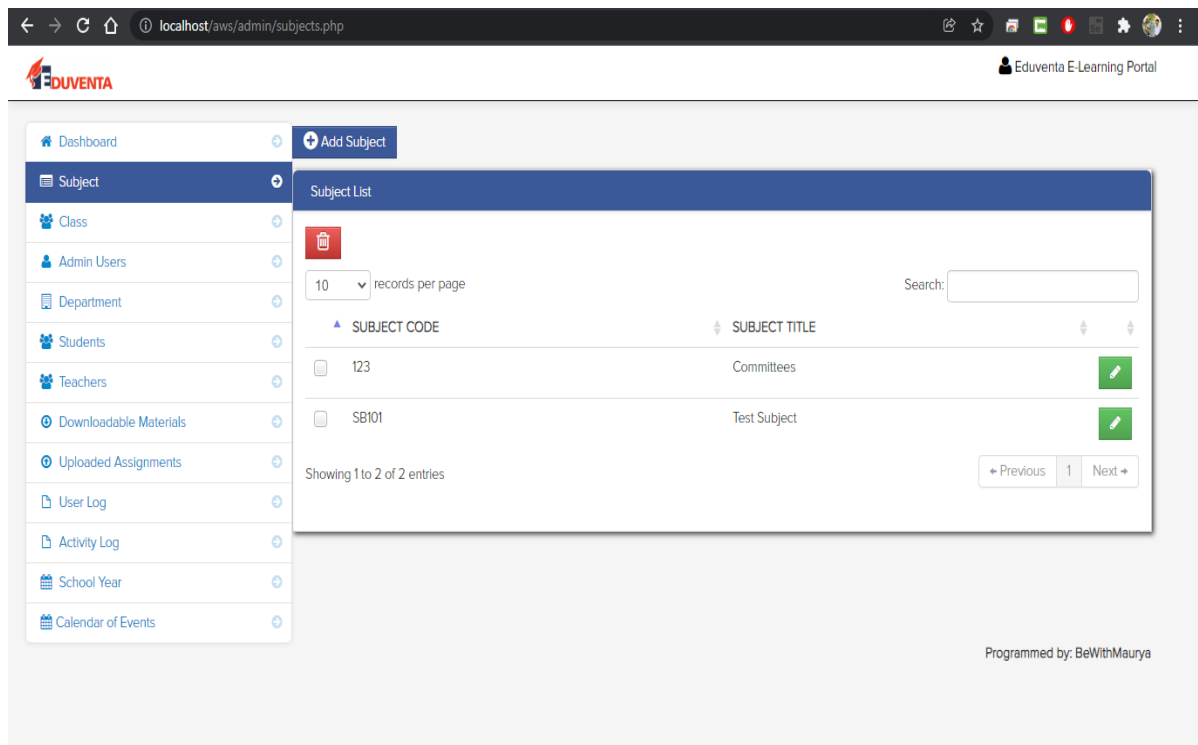 localhost/aws/admin/subjects.php
EDUVENTA
Eduventa E-Learning Portal
Dashboard
Subject
Class
Admin Users
Department
Students
Teachers
Downloadable Materials
Uploaded Assignments
User Log
Activity Log
School Year
Calendar of Events
Add Subject
Subject List
10 records per page
Search:
SUBJECT CODE SUBJECT TITLE
123 Committees
SB101 Test Subject
Showing 1 to 2 of 2 entries
← Previous 1 Next →
Programmed by: BeWithMaurya